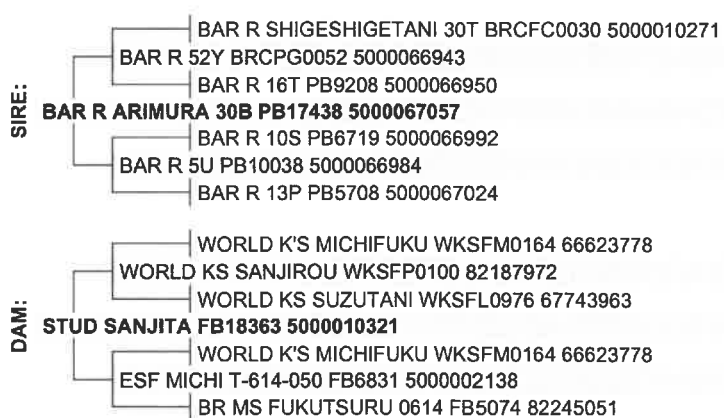 BAR R SHIGESHIGETANI 30T BRCFC0030 5000010271
BAR R 52Y BRCPG0052 5000066943
BAR R 16T PB9208 5000066950
SIRE:
BAR R ARIMURA 30B PB17438 5000067057
BAR R 10S PB6719 5000066992
BAR R 5U PB10038 5000066984
BAR R 13P PB5708 5000067024
WORLD K'S MICHIFUKU WKSFM0164 66623778
WORLD KS SANJIROU WKSFP0100 82187972
WORLD KS SUZUTANI WKSFL0976 67743963
DAM:
STUD SANJITA FB18363 5000010321
WORLD K'S MICHIFUKU WKSFM0164 66623778
ESF MICHI T-614-050 FB6831 5000002138
BR MS FUKUTSURU 0614 FB5074 82245051